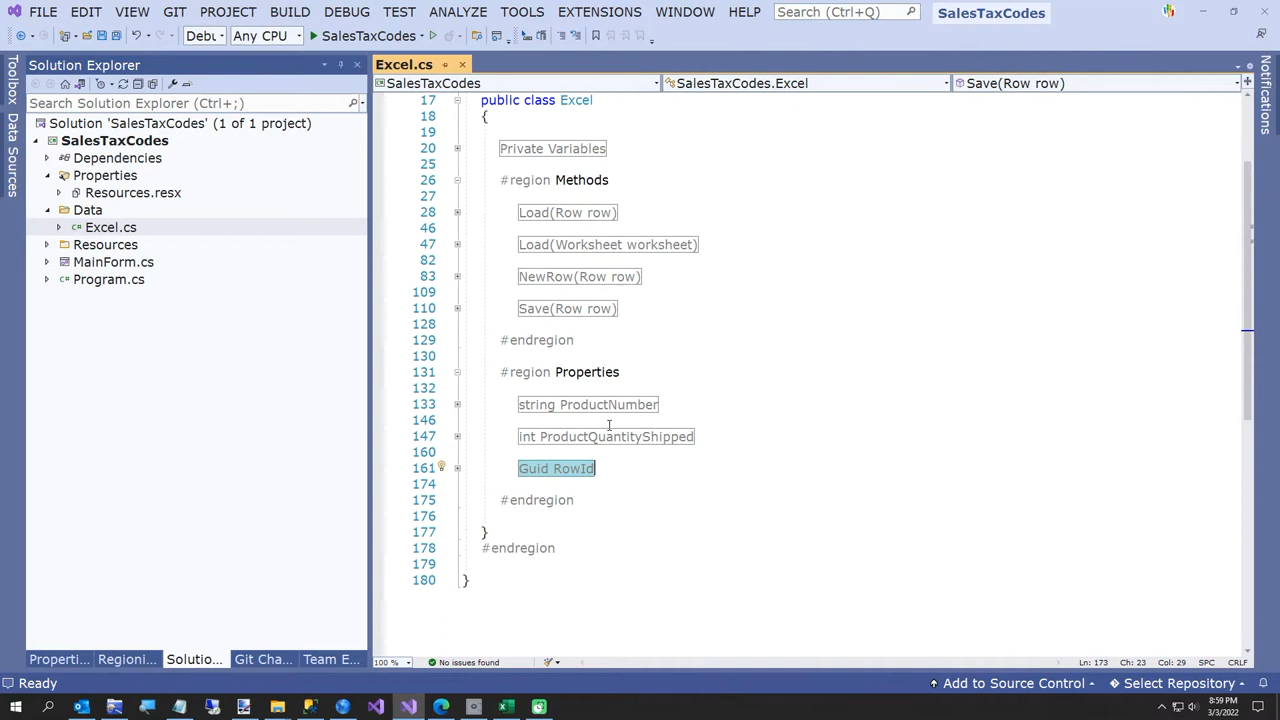 FILE EDIT VIEW GIT PROJECT BUILD DEBUG TEST ANALYZE TOOLS EXTENSIONS WINDOW HELP Search (Ctrl+Q) SalesTaxCodes
Debu Any CPU SalesTaxCodes
Toolbox
Data Sources
Solution Explorer
Search Solution Explorer (Ctrl+;)
Solution 'SalesTaxCodes' (1 of 1 project)
SalesTaxCodes
Dependencies
Properties
Resources.resx
Data
Excel.cs
Resources
MainForm.cs
Program.cs
Properti... Regioni... Solutio... Git Cha... Team E...
Excel.cs
SalesTaxCodes SalesTaxCodes.Excel Save(Row row)
17 public class Excel
18 {
19
20 Private Variables
25
26 #region Methods
27
28 Load(Row row)
46
47 Load(Worksheet worksheet)
82
83 NewRow(Row row)
109
110 Save(Row row)
128
129 #endregion
130
131 #region Properties
132
133 string ProductNumber
146
147 int ProductQuantityShipped
160
161 Guid RowId
174
175 #endregion
176
177 }
178 #endregion
179
180 }
100 % No issues found Ln: 173 Ch: 23 Col: 29 SPC CRLF
Notifications
Ready Add to Source Control Select Repository
8:59 PM
3/3/2022